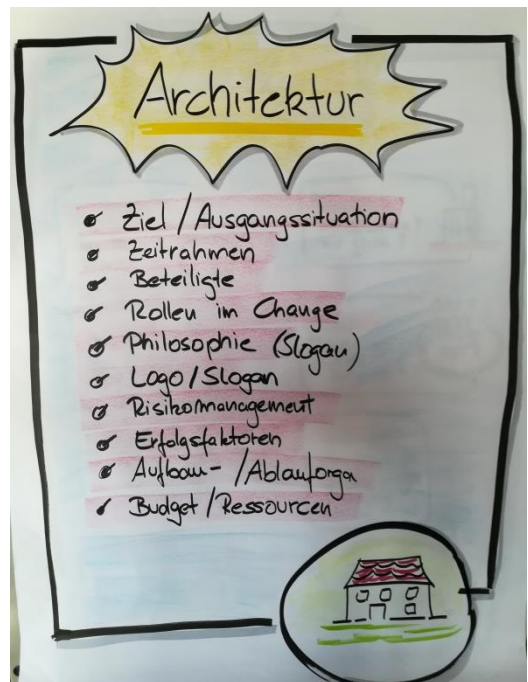 Architektur
Ziel / Ausgangssituation
Zeitrahmen
Beteiligte
Rollen im Change
Philosophie (Slogan)
Logo / Slogan
Risikomanagement
Erfolgsfaktoren
Aufbau- / Ablauforga
Budget / Ressourcen